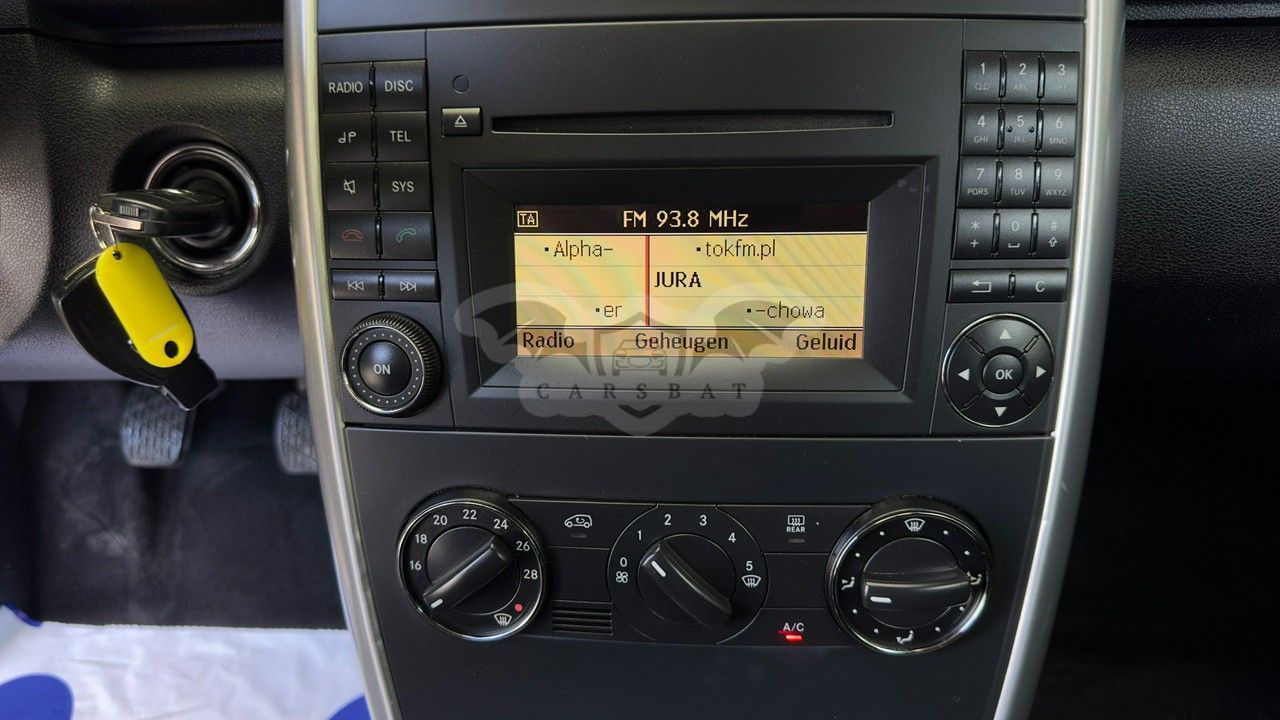 RADIO DISC
TEL
SYS
TA FM 93.8 MHz
Alpha- tokfm.pl
JURA
er -chowa
Radio Geheugen Geluid
CARSBAT
ON
1 2 ABC 3 DEF
4 GHI 5 JKL 6 MNO
7 PQRS 8 TUV 9 WXYZ
* + 0 #
C
OK
16 18 20 22 24 26 28
0 1 2 3 4 5
REAR
A/C